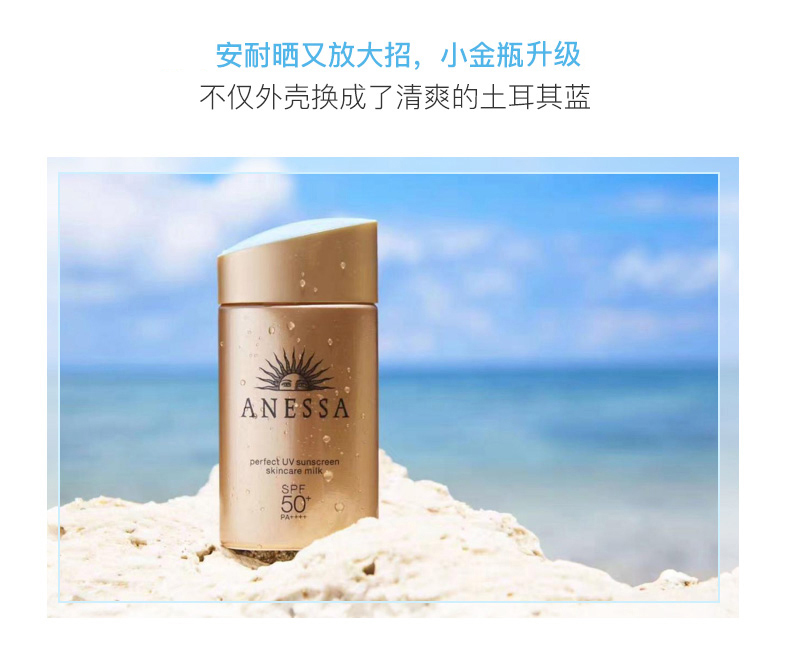 安耐晒又放大招，小金瓶升级
不仅外壳换成了清爽的土耳其蓝
ANESSA
perfect UV sunscreen
skincare milk
SPF
50+
PA++++